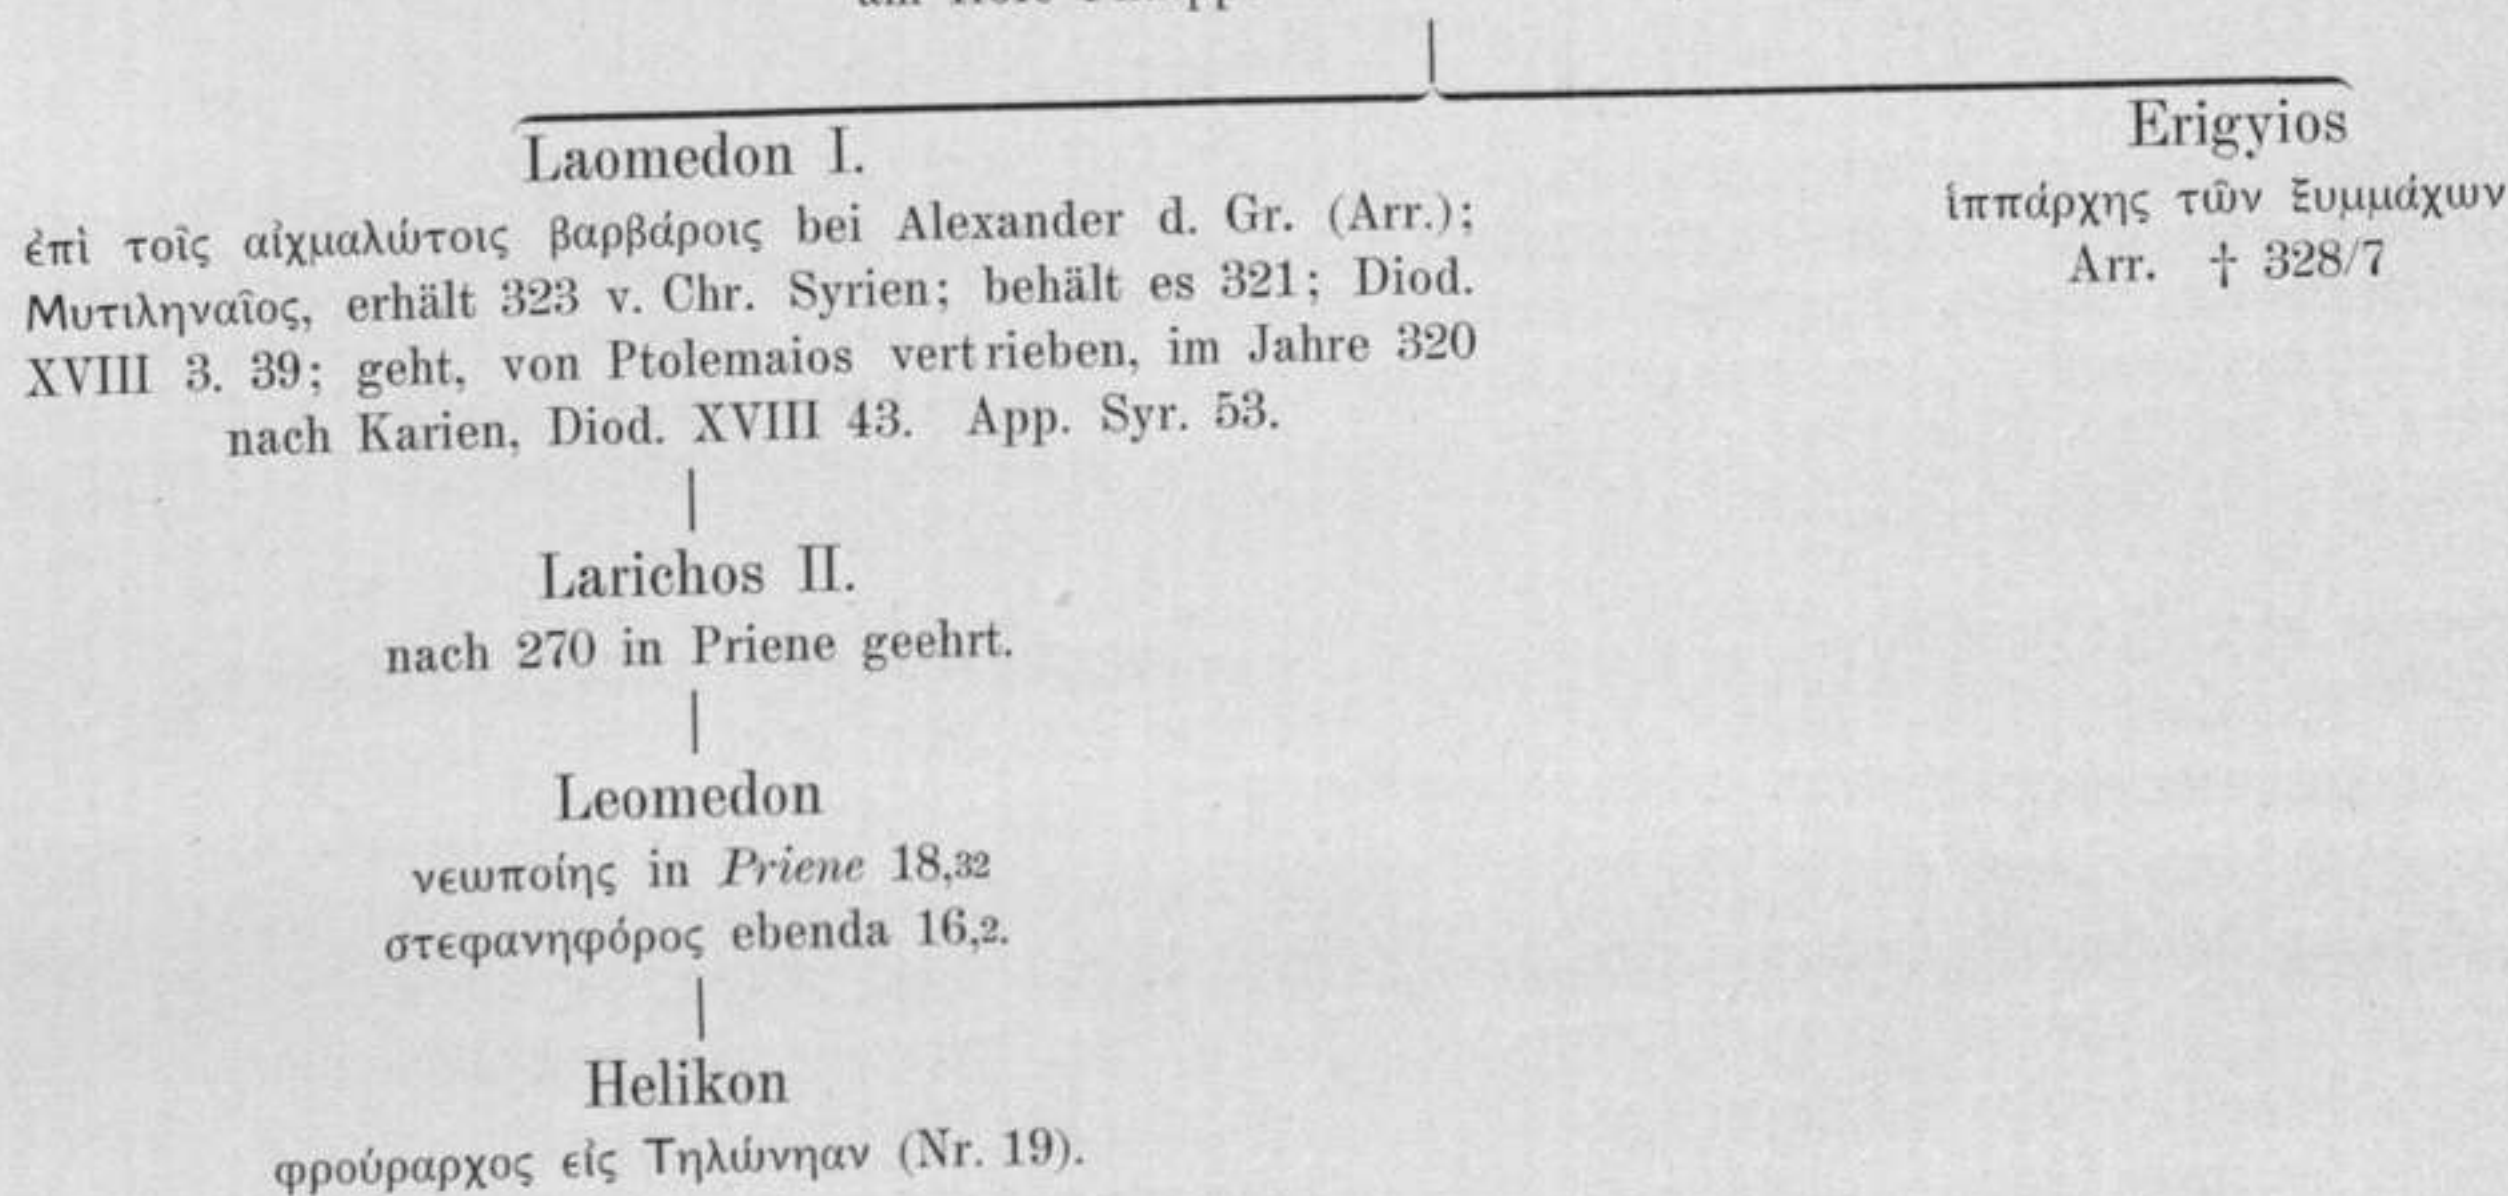 Laomedon I.
ἐπὶ τοῖς αἰχμαλώτοις βαρβάροις bei Alexander d. Gr. (Arr.);
Μυτιληναῖος, erhält 323 v. Chr. Syrien; behält es 321; Diod.
XVIII 3. 39; geht, von Ptolemaios vertrieben, im Jahre 320
nach Karien, Diod. XVIII 43. App. Syr. 53.
Erigyios
ἱππάρχης τῶν ξυμμάχων
Arr. † 328/7
Larichos II.
nach 270 in Priene geehrt.
Leomedon
νεωποίης in Priene 18,32
στεφανηφόρος ebenda 16,2.
Helikon
φρούραρχος εἰς Τηλώνηαν (Nr. 19).